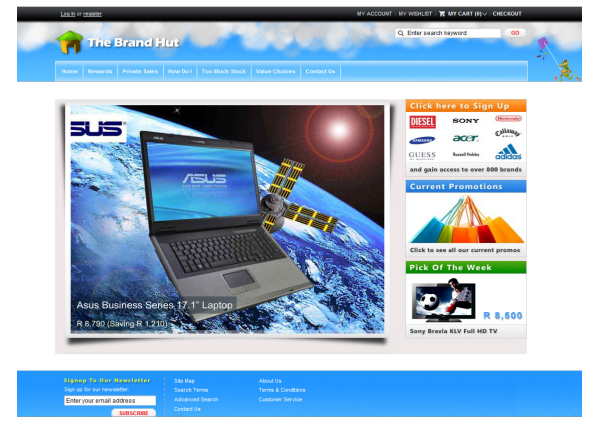 Log in or register.
MY ACCOUNT | MY WISHLIST | MY CART (0) | CHECKOUT
The Brand Hut
Enter search keyword
GO
Home
Rewards
Private Sales
How Do I
Too Much Stock
Value Choices
Contact Us
SUS
ASUS
Asus Business Series 17.1" Laptop
R 8,790 (Saving R 1,210)
Click here to Sign Up
DIESEL
SONY
Nintendo
SAMSUNG
acer
Callaway
GUESS
Russell Hobbs
adidas
and gain access to over 800 brands
Current Promotions
Click to see all our current promos
Pick Of The Week
R 8,500
Sony Bravia KLV Full HD TV
Signup To Our Newsletter
Sign up for our newsletter:
Enter your email address
SUBSCRIBE
Site Map
Search Terms
Advanced Search
Contact Us
About Us
Terms & Conditions
Customer Service